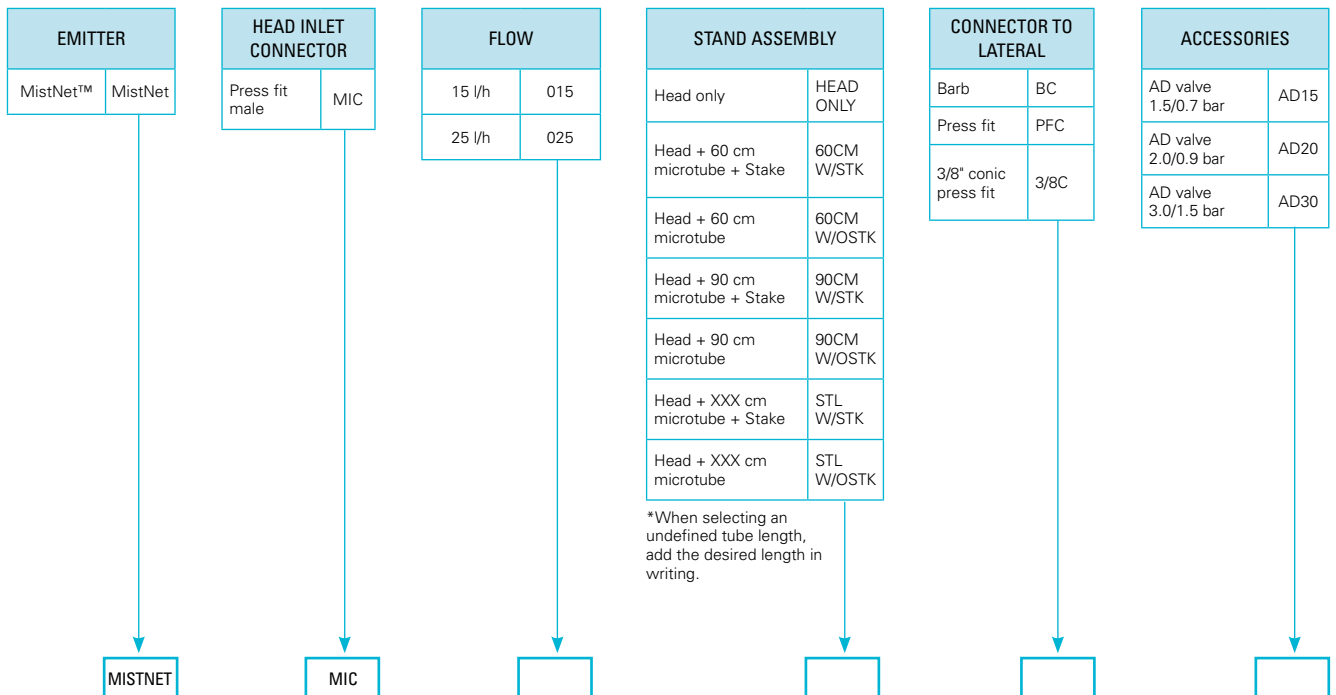 EMITTER
MistNet™ MistNet
HEAD INLET
CONNECTOR
Press fit
male
MIC
FLOW
15 l/h 015
25 l/h 025
STAND ASSEMBLY
Head only
HEAD
ONLY
Head + 60 cm
microtube + Stake
60CM
W/STK
Head + 60 cm
microtube
60CM
W/OSTK
Head + 90 cm
microtube + Stake
90CM
W/STK
Head + 90 cm
microtube
90CM
W/OSTK
Head + XXX cm
microtube + Stake
STL
W/STK
Head + XXX cm
microtube
STL
W/OSTK
*When selecting an
undefined tube length,
add the desired length in
writing.
CONNECTOR TO
LATERAL
Barb BC
Press fit PFC
3/8" conic
press fit
3/8C
ACCESSORIES
AD valve
1.5/0.7 bar
AD15
AD valve
2.0/0.9 bar
AD20
AD valve
3.0/1.5 bar
AD30
MISTNET
MIC